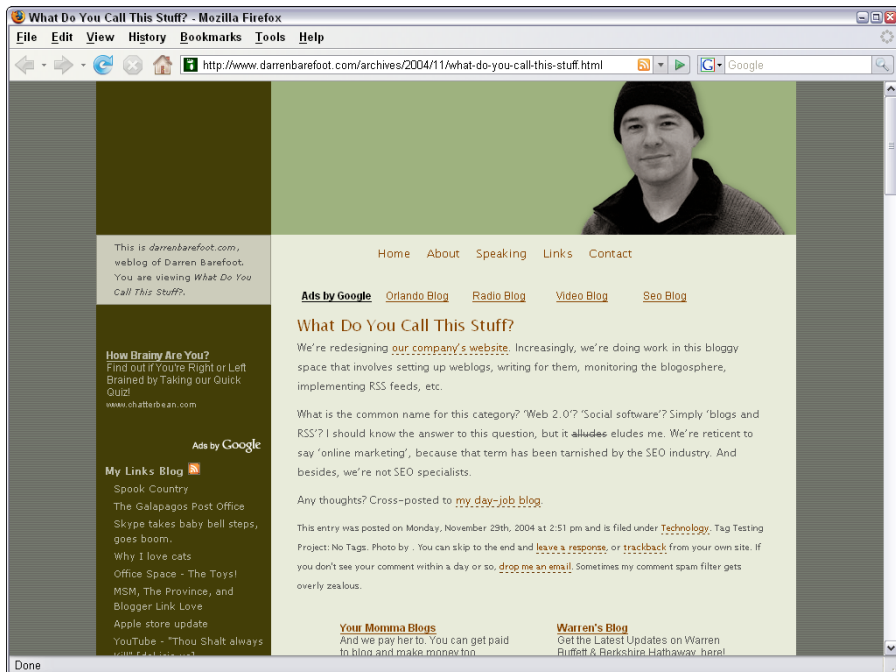 What Do You Call This Stuff? - Mozilla Firefox
File Edit View History Bookmarks Tools Help
http://www.darrenbarefoot.com/archives/2004/11/what-do-you-call-this-stuff.html
G Google
This is darrenbarefoot.com,
weblog of Darren Barefoot.
You are viewing What Do You
Call This Stuff?.
How Brainy Are You?
Find out if You're Right or Left
Brained by Taking our Quick
Quiz!
www.chatterbean.com
Ads by Google
My Links Blog
Spook Country
The Galapagos Post Office
Skype takes baby bell steps,
goes boom.
Why I love cats
Office Space - The Toys!
MSM, The Province, and
Blogger Link Love
Apple store update
YouTube - "Thou Shalt always
Kill" [del.icio.us]
Home About Speaking Links Contact
Ads by Google Orlando Blog Radio Blog Video Blog Seo Blog
What Do You Call This Stuff?
We're redesigning our company's website. Increasingly, we're doing work in this bloggy
space that involves setting up weblogs, writing for them, monitoring the blogosphere,
implementing RSS feeds, etc.
What is the common name for this category? 'Web 2.0'? 'Social software'? Simply 'blogs and
RSS'? I should know the answer to this question, but it alludes eludes me. We're reticent to
say 'online marketing', because that term has been tarnished by the SEO industry. And
besides, we're not SEO specialists.
Any thoughts? Cross-posted to my day-job blog.
This entry was posted on Monday, November 29th, 2004 at 2:51 pm and is filed under Technology. Tag Testing
Project: No Tags. Photo by . You can skip to the end and leave a response, or trackback from your own site. If
you don't see your comment within a day or so, drop me an email. Sometimes my comment spam filter gets
overly zealous.
Your Momma Blogs
And we pay her to. You can get paid
to blog and make money too
Warren's Blog
Get the Latest Updates on Warren
Buffett & Berkshire Hathaway, here!
Done